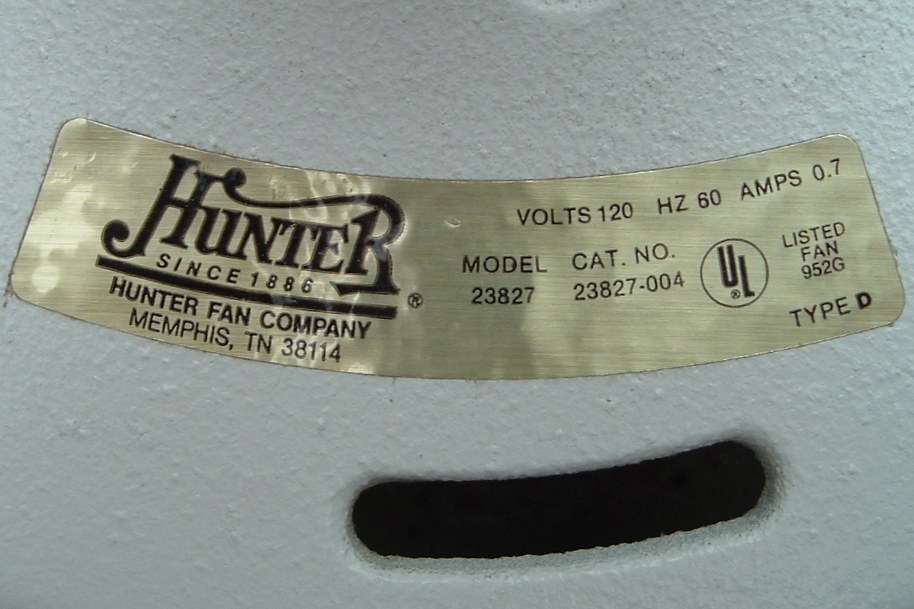 HUNTER®
SINCE 1886
HUNTER FAN COMPANY
MEMPHIS, TN 38114
VOLTS 120 HZ 60 AMPS 0.7
MODEL CAT. NO.
23827 23827-004
UL®
LISTED
FAN
952G
TYPE D